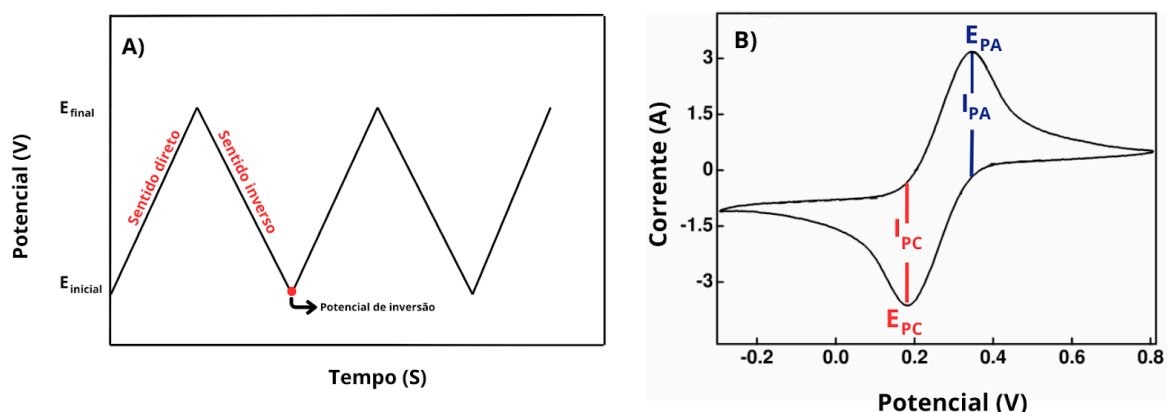 A)
E final
E inicial
Potencial (V)
Sentido direto
Sentido inverso
Potencial de inversão
Tempo (S)
B)
E PA
I PA
I PC
E PC
Corrente (A)
3
1.5
0
-1.5
-3
-0.2 0.0 0.2 0.4 0.6 0.8
Potencial (V)